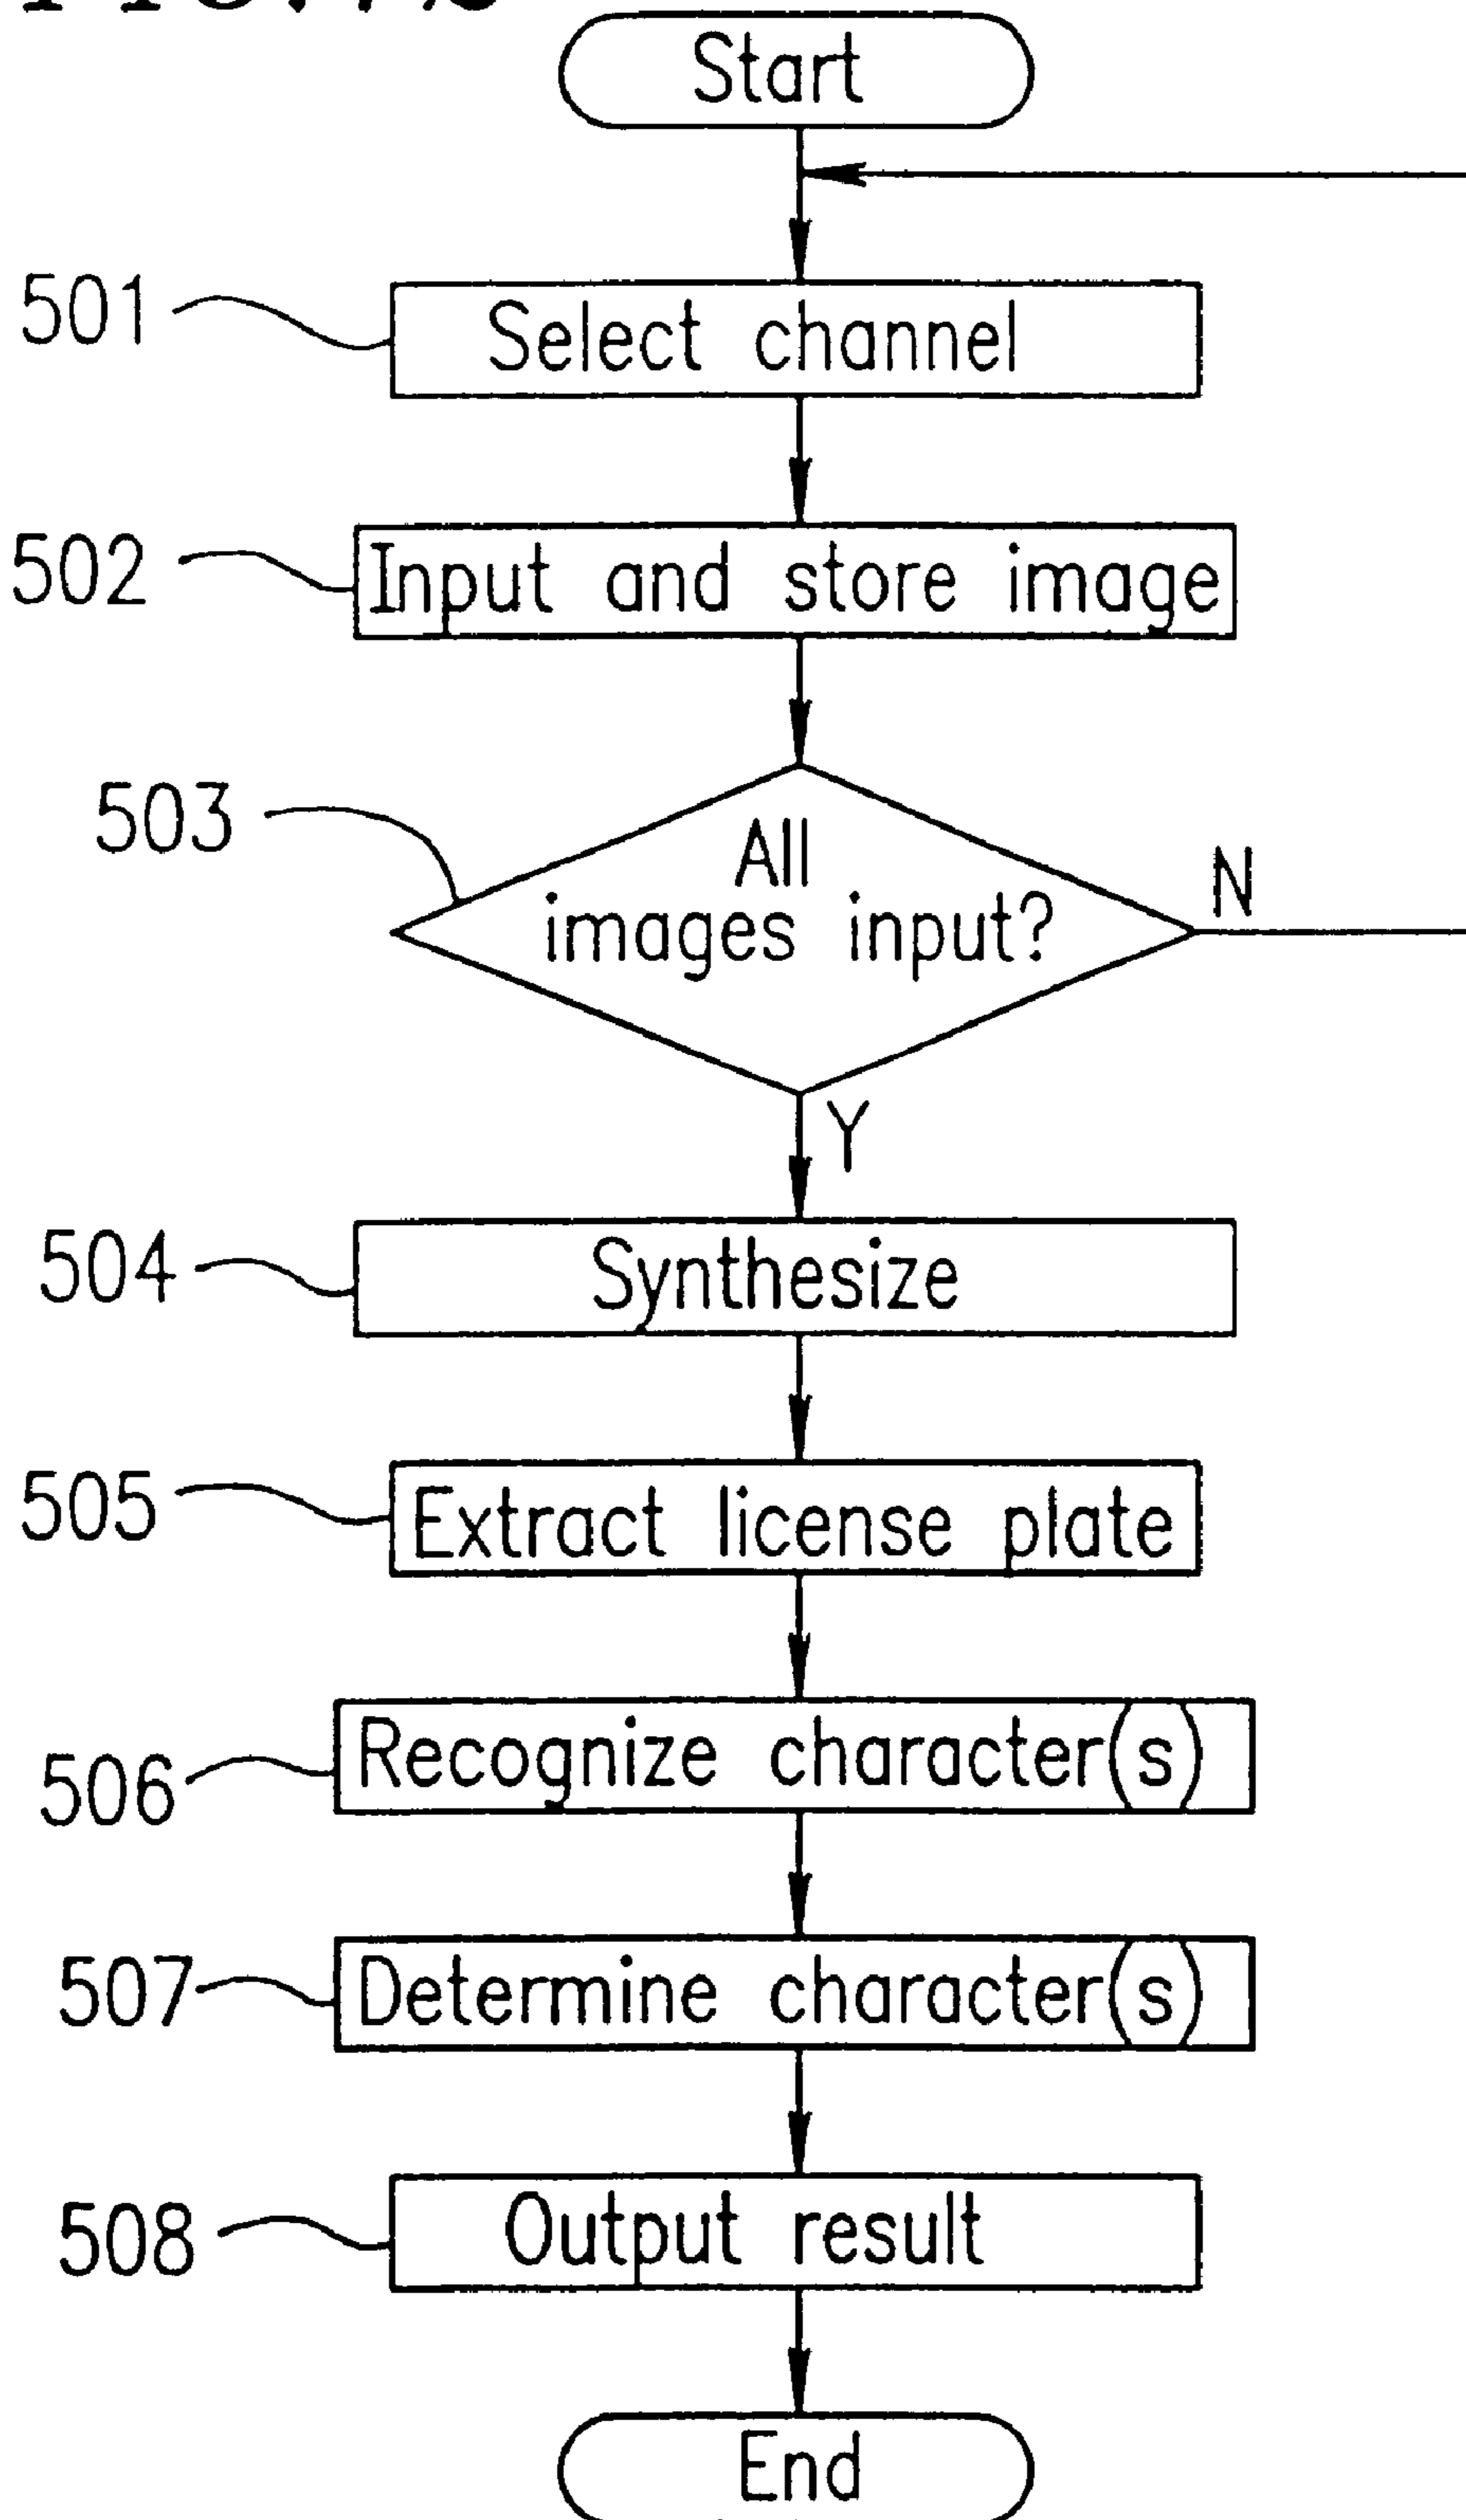 Start
501
Select channel
502
Input and store image
503
All
images input?
N
Y
504
Synthesize
505
Extract license plate
506
Recognize character(s)
507
Determine character(s)
508
Output result
End